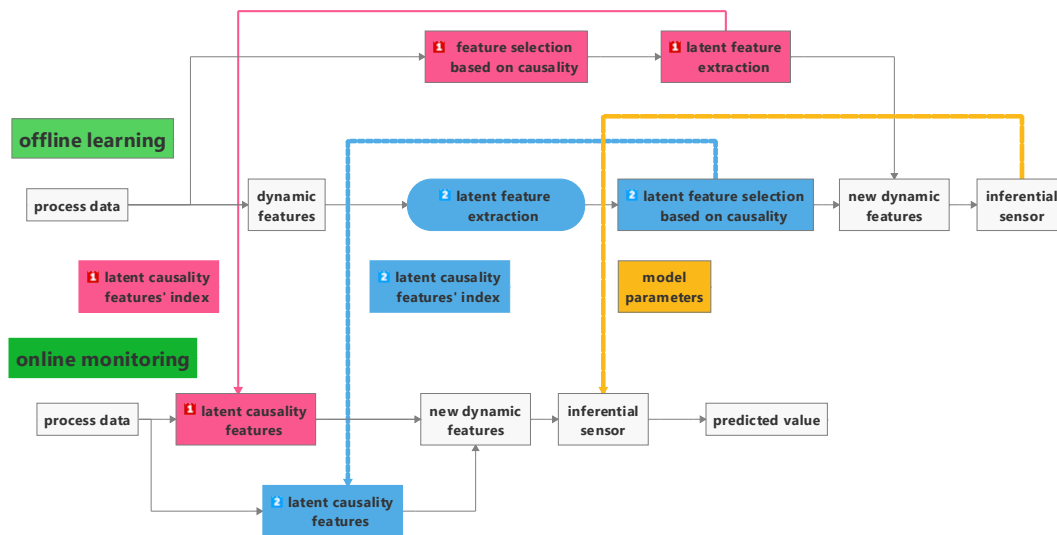 1 feature selection
based on causality
1 latent feature
extraction
offline learning
process data
dynamic
features
2 latent feature
extraction
2 latent feature selection
based on causality
new dynamic
features
inferential
sensor
1 latent causality
features' index
2 latent causality
features' index
model
parameters
online monitoring
process data
1 latent causality
features
new dynamic
features
inferential
sensor
predicted value
2 latent causality
features